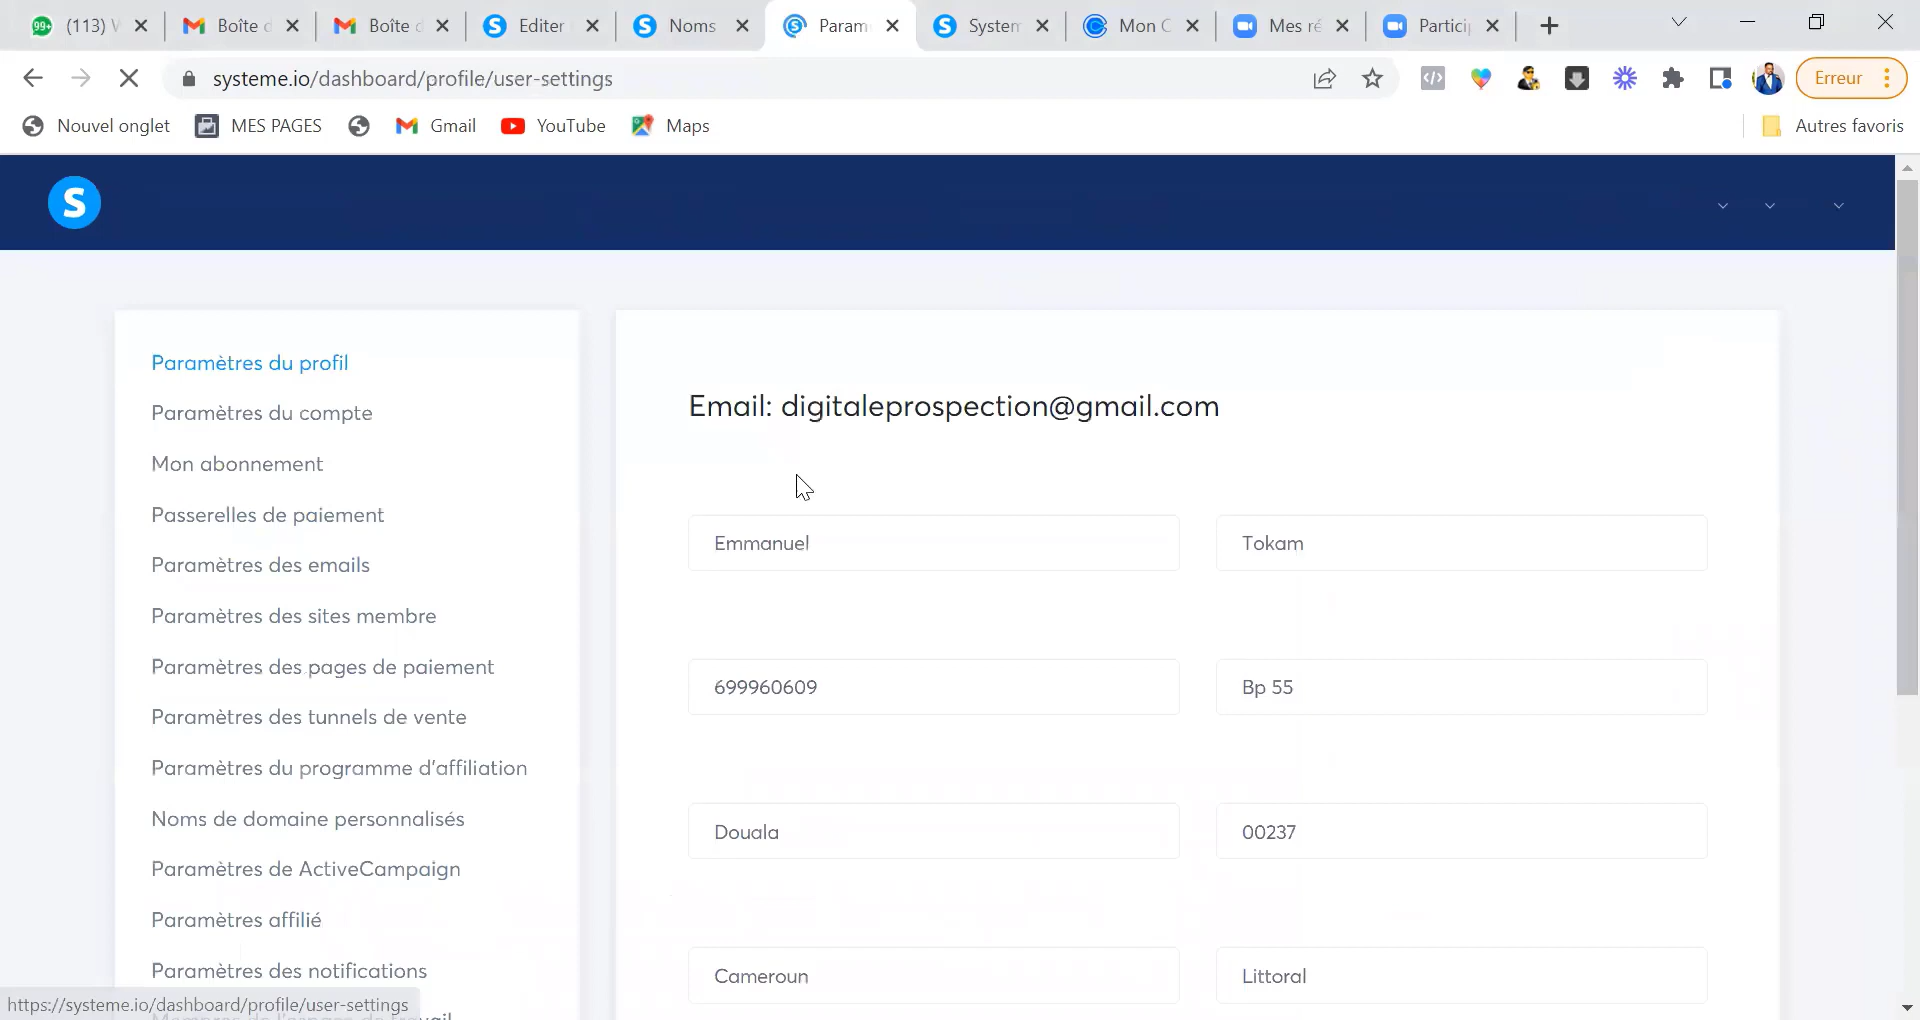 99+ (113) W
Boîte d
Boîte d
Editer
Noms
Param
System
Mon C
Mes ré
Particip
systeme.io/dashboard/profile/user-settings
Erreur
Nouvel onglet
MES PAGES
Gmail
YouTube
Maps
Autres favoris
S
Paramètres du profil
Paramètres du compte
Mon abonnement
Passerelles de paiement
Paramètres des emails
Paramètres des sites membre
Paramètres des pages de paiement
Paramètres des tunnels de vente
Paramètres du programme d'affiliation
Noms de domaine personnalisés
Paramètres de ActiveCampaign
Paramètres affilié
Paramètres des notifications
Email: digitaleprospection@gmail.com
Emmanuel
Tokam
699960609
Bp 55
Douala
00237
Cameroun
Littoral
https://systeme.io/dashboard/profile/user-settings